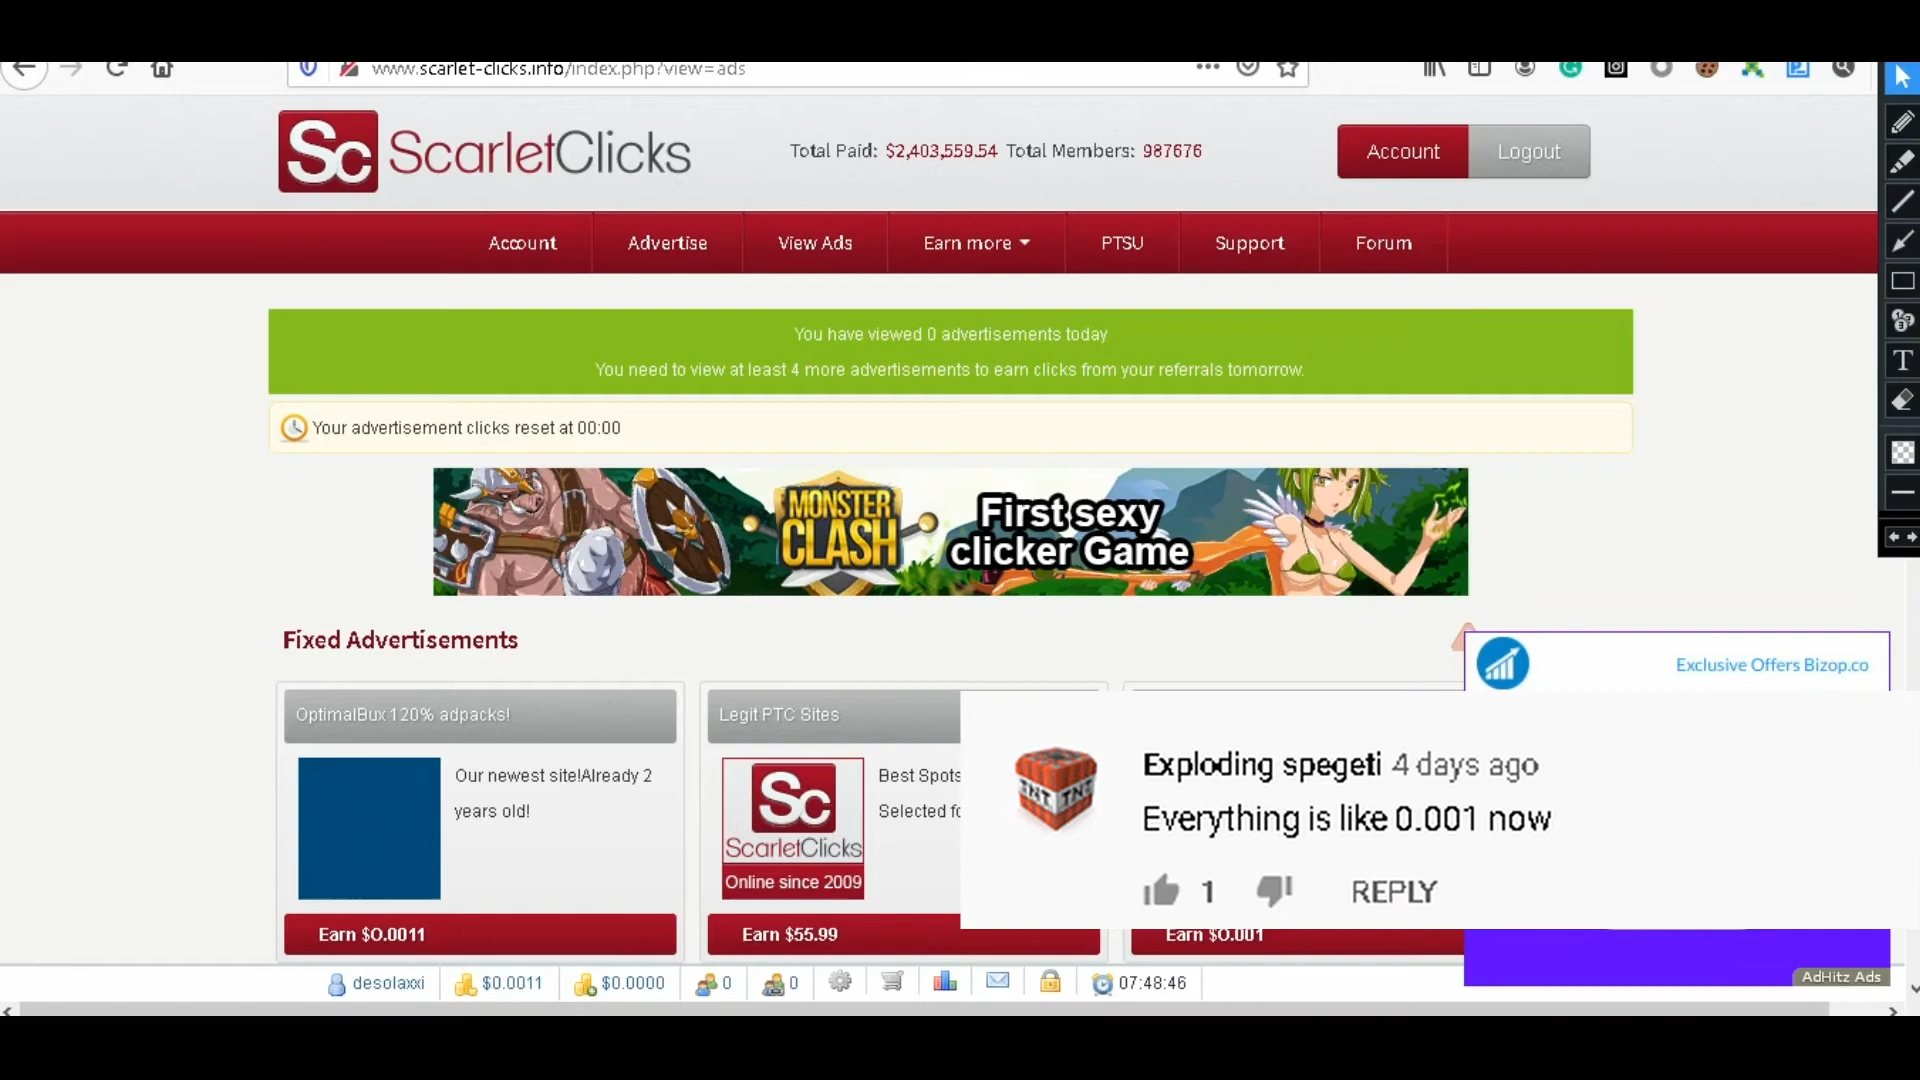 www.scarlet-clicks.info/index.php?view=ads
Sc ScarletClicks
Total Paid: $2,403,559.54 Total Members: 987676
Account
Logout
Account
Advertise
View Ads
Earn more
PTSU
Support
Forum
You have viewed 0 advertisements today
You need to view at least 4 more advertisements to earn clicks from your referrals tomorrow.
Your advertisement clicks reset at 00:00
MONSTER
CLASH
First sexy
clicker Game
Fixed Advertisements
Exclusive Offers Bizop.co
OptimalBux 120% adpacks!
Our newest site!Already 2
years old!
Earn $0.0011
Legit PTC Sites
Sc
ScarletClicks
Online since 2009
Best Spots
Selected fo
Earn $55.99
Earn $0.001
TNT TNT
Exploding spegeti 4 days ago
Everything is like 0.001 now
1
REPLY
AdHitz Ads
desolaxxi
$0.0011
$0.0000
0
0
07:48:46